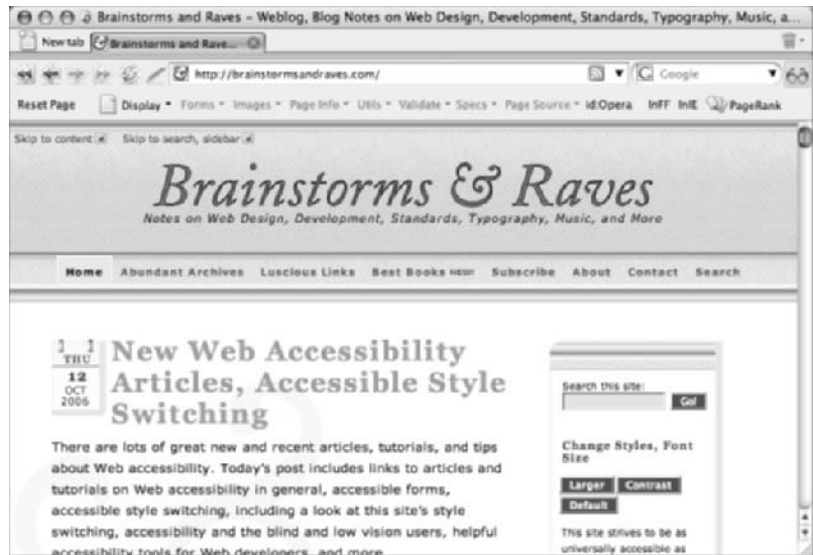 Brainstorms and Raves – Weblog, Blog Notes on Web Design, Development, Standards, Typography, Music, a...
New tab Brainstorms and Rave...
http://brainstormsandraves.com/ Google
Reset Page Display Forms Images Page Info Utils Validate Specs Page Source id:Opera InFF InIE PageRank
Skip to content Skip to search, sidebar
Brainstorms & Raves
Notes on Web Design, Development, Standards, Typography, Music, and More
Home Abundant Archives Luscious Links Best Books NEW! Subscribe About Contact Search
THU
12
OCT
2006
New Web Accessibility
Articles, Accessible Style
Switching
There are lots of great new and recent articles, tutorials, and tips
about Web accessibility. Today's post includes links to articles and
tutorials on Web accessibility in general, accessible forms,
accessible style switching, including a look at this site's style
switching, accessibility and the blind and low vision users, helpful
accessibility tools for Web developers, and more
Search this site:
Go!
Change Styles, Font
Size
Larger Contrast
Default
This site strives to be as
universally accessible as